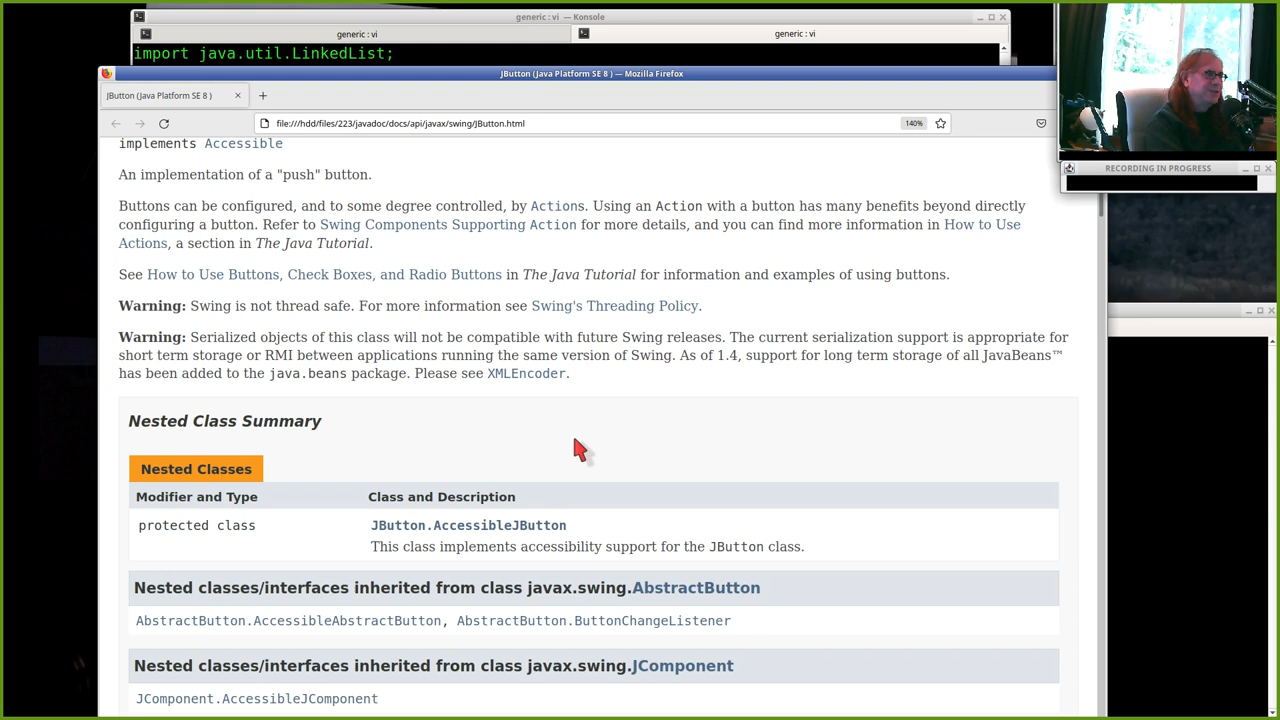 generic : vi — Konsole
generic : vi
generic : vi
import java.util.LinkedList;
JButton (Java Platform SE 8 ) — Mozilla Firefox
JButton (Java Platform SE 8 )
file:///hdd/files/223/javadoc/docs/api/javax/swing/JButton.html
140%
RECORDING IN PROGRESS
implements Accessible
An implementation of a "push" button.
Buttons can be configured, and to some degree controlled, by Actions. Using an Action with a button has many benefits beyond directly
configuring a button. Refer to Swing Components Supporting Action for more details, and you can find more information in How to Use
Actions, a section in The Java Tutorial.
See How to Use Buttons, Check Boxes, and Radio Buttons in The Java Tutorial for information and examples of using buttons.
Warning: Swing is not thread safe. For more information see Swing's Threading Policy.
Warning: Serialized objects of this class will not be compatible with future Swing releases. The current serialization support is appropriate for
short term storage or RMI between applications running the same version of Swing. As of 1.4, support for long term storage of all JavaBeans™
has been added to the java.beans package. Please see XMLEncoder.
Nested Class Summary
Nested Classes
Modifier and Type Class and Description
protected class JButton.AccessibleJButton
This class implements accessibility support for the JButton class.
Nested classes/interfaces inherited from class javax.swing.AbstractButton
AbstractButton.AccessibleAbstractButton, AbstractButton.ButtonChangeListener
Nested classes/interfaces inherited from class javax.swing.JComponent
JComponent.AccessibleJComponent